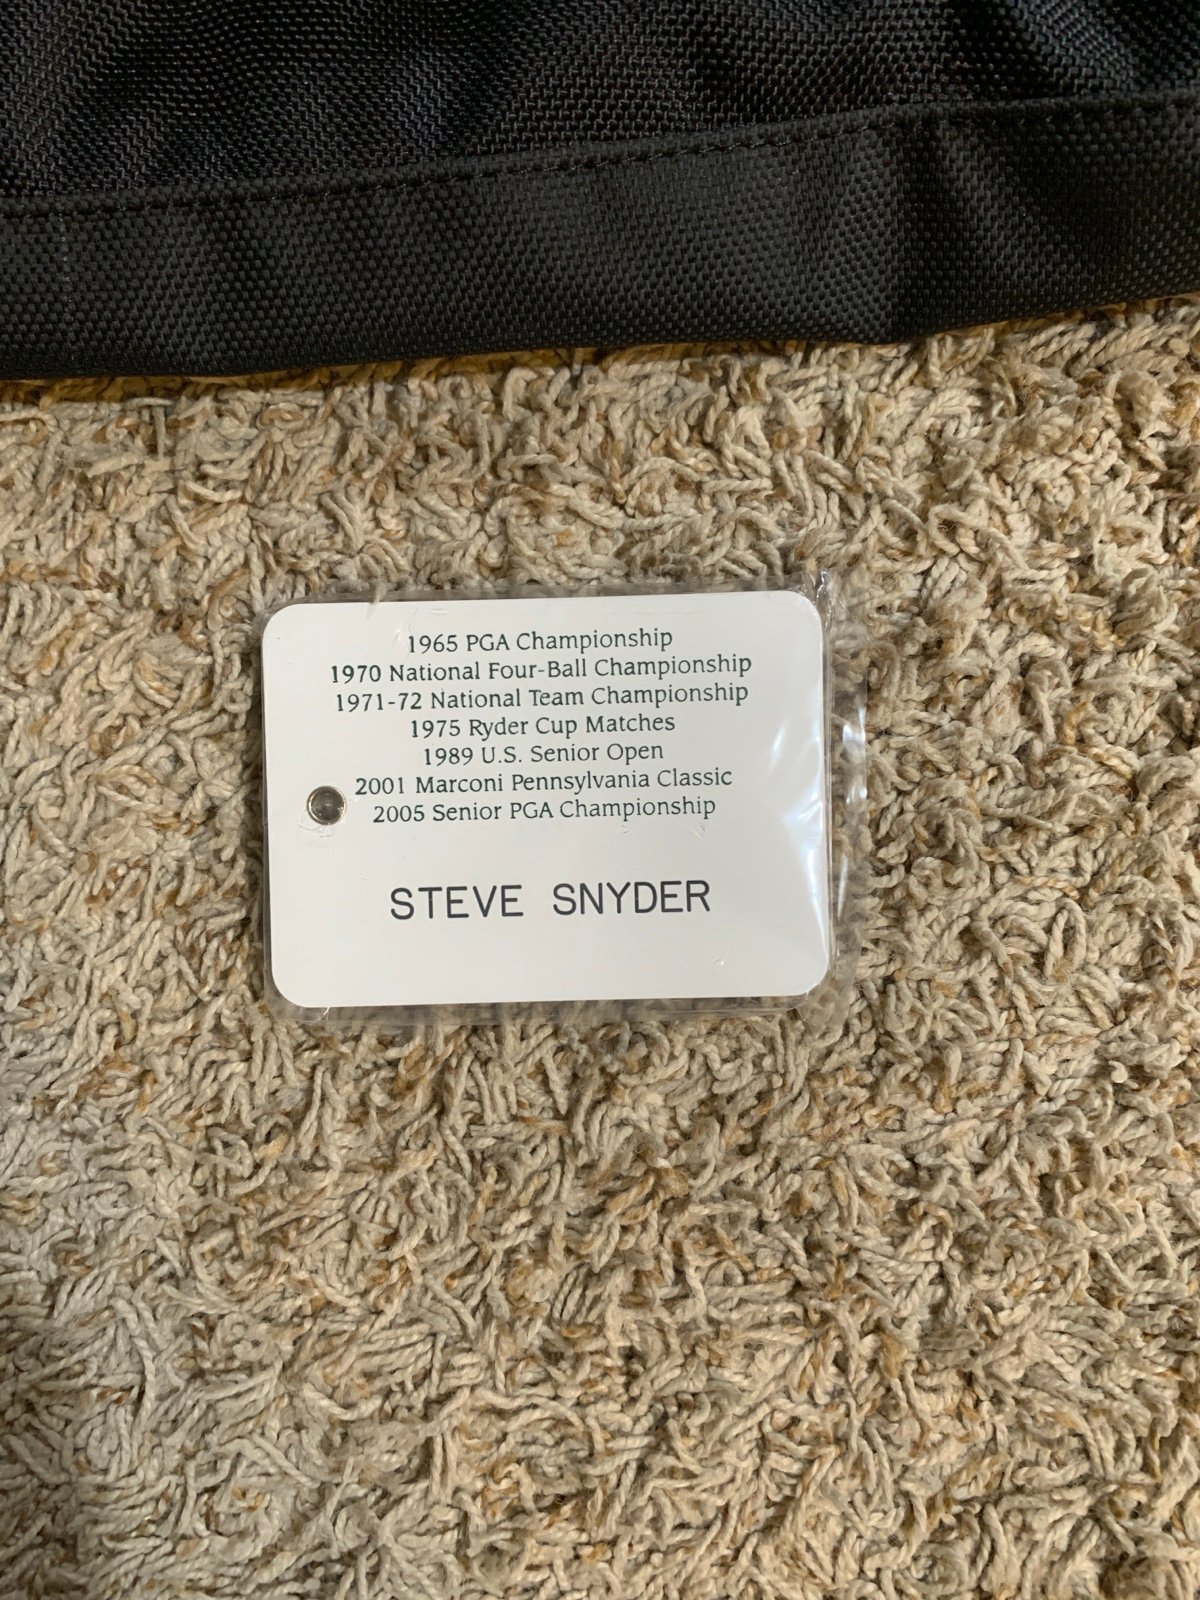 1965 PGA Championship
1970 National Four-Ball Championship
1971-72 National Team Championship
1975 Ryder Cup Matches
1989 U.S. Senior Open
2001 Marconi Pennsylvania Classic
2005 Senior PGA Championship
STEVE SNYDER